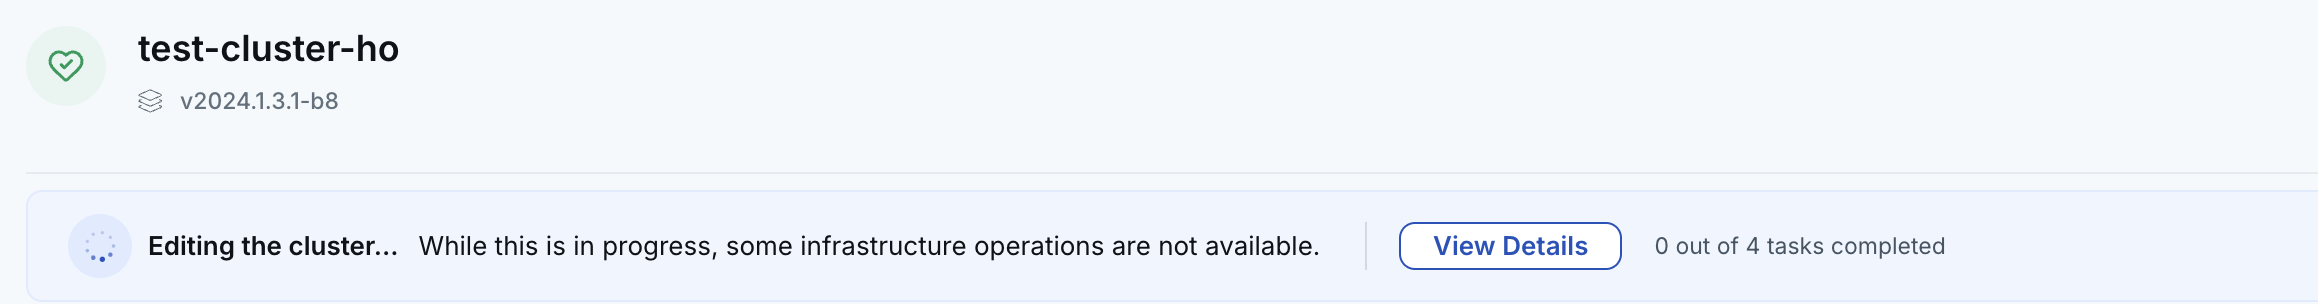 test-cluster-ho
v2024.1.3.1-b8
Editing the cluster... While this is in progress, some infrastructure operations are not available. View Details 0 out of 4 tasks completed